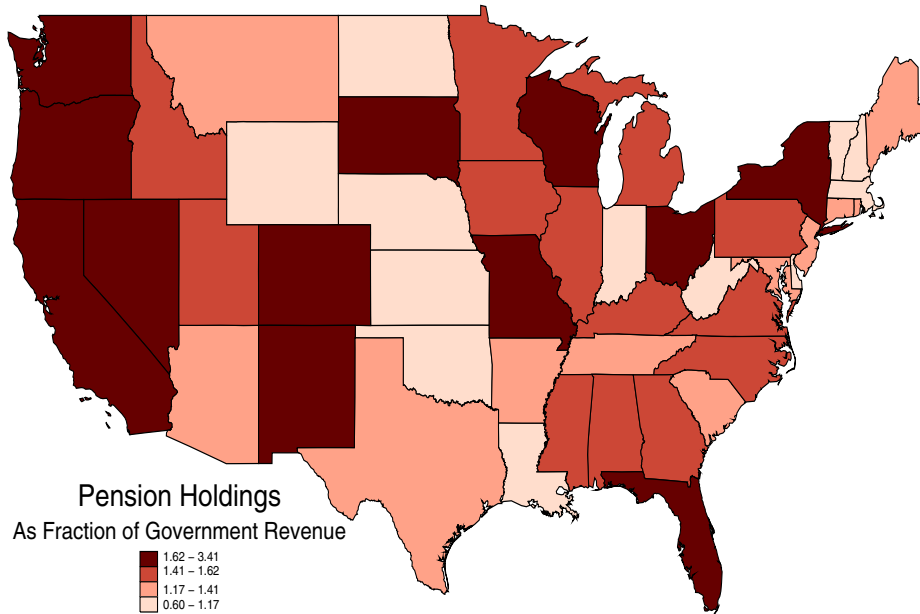 Pension Holdings
As Fraction of Government Revenue
1.62 – 3.41
1.41 – 1.62
1.17 – 1.41
0.60 – 1.17